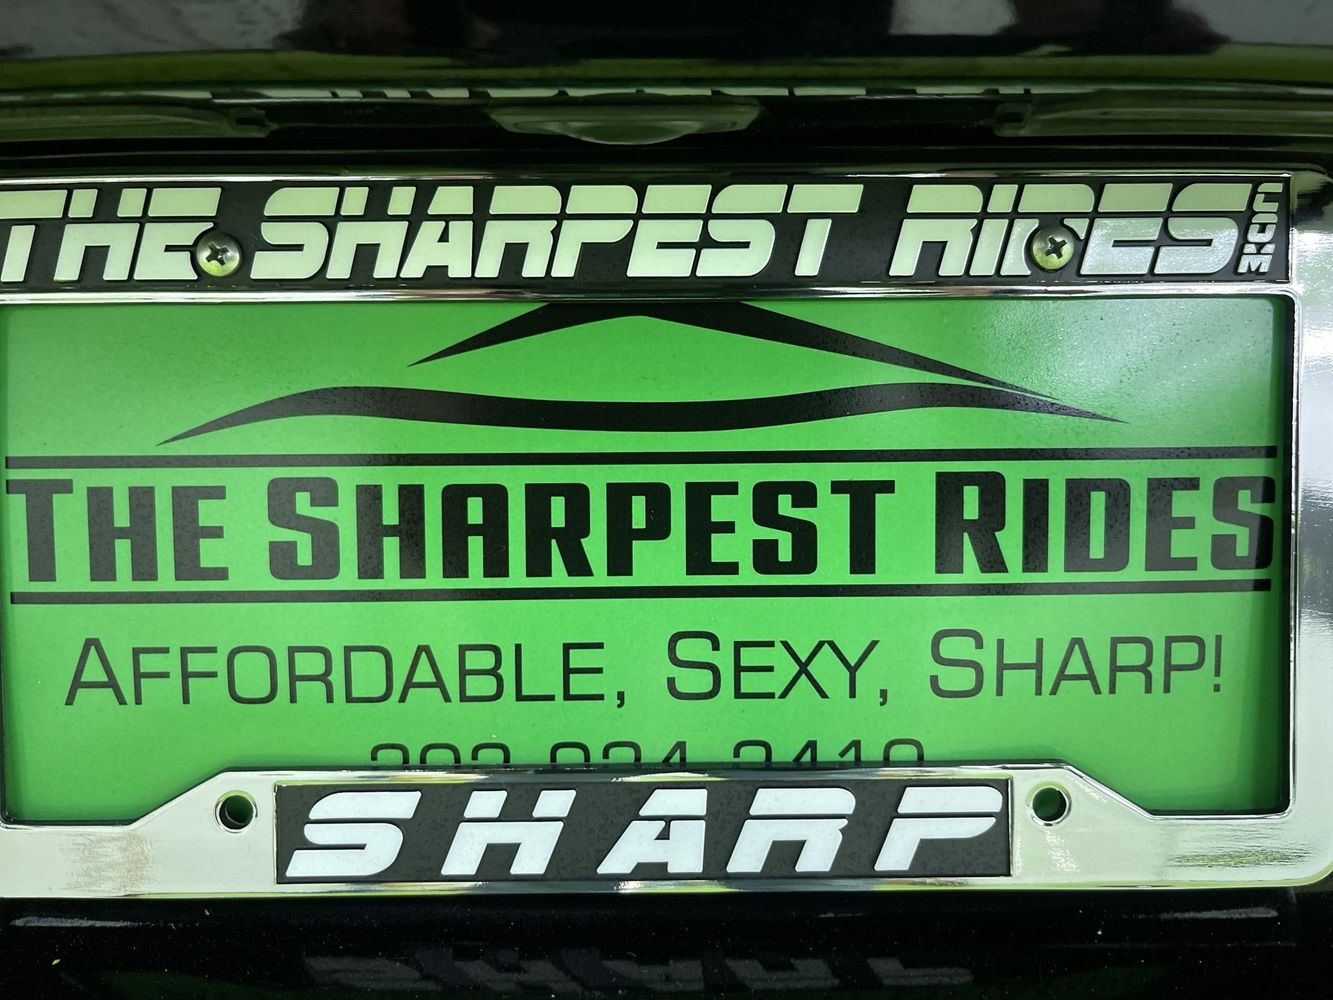 THE SHARPEST RIDES.COM
THE SHARPEST RIDES
AFFORDABLE, SEXY, SHARP!
SHARP